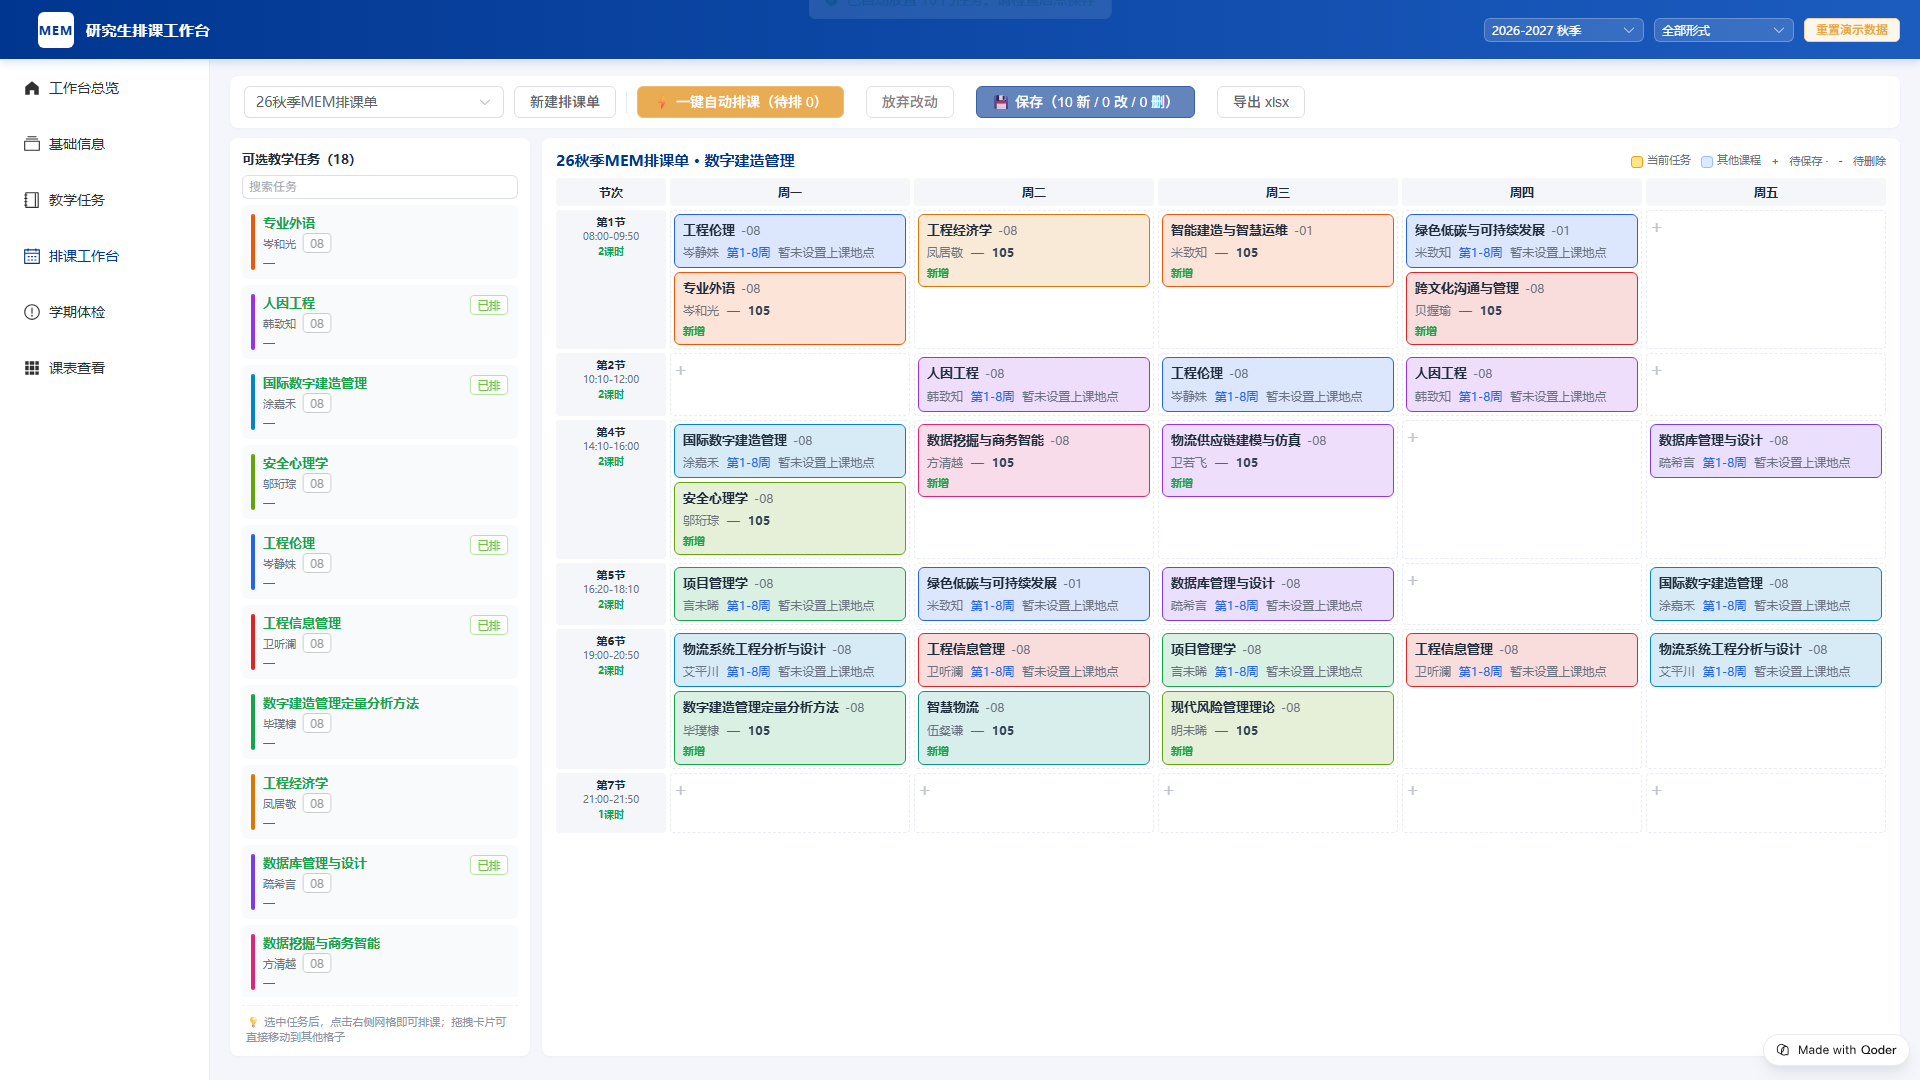 MEM 研究生排课工作台
2026-2027 秋季
全部形式
重置演示数据
工作台总览
基础信息
教学任务
排课工作台
学期体检
课表查看
26秋季MEM排课单
新建排课单
一键自动排课（待排 0）
放弃改动
保存（10 新 / 0 改 / 0 删）
导出 xlsx
可选教学任务（18）
搜索任务
专业外语
岑和光 08
—
人因工程 已排
韩致知 08
—
国际数字建造管理 已排
涂嘉禾 08
—
安全心理学
邬珩琮 08
—
工程伦理 已排
岑静姝 08
—
工程信息管理 已排
卫听澜 08
—
数字建造管理定量分析方法
毕璞棣 08
—
工程经济学
凤居敬 08
—
数据库管理与设计 已排
疏希言 08
—
数据挖掘与商务智能
方清越 08
—
选中任务后，点击右侧网格即可排课；拖拽卡片可
直接移动到其他格子
26秋季MEM排课单 • 数字建造管理
当前任务 其他课程 + 待保存 · - 待删除
节次 周一 周二 周三 周四 周五
第1节
08:00-09:50
2课时
工程伦理 -08
岑静姝 第1-8周 暂未设置上课地点
专业外语 -08
岑和光 — 105
新增
工程经济学 -08
凤居敬 — 105
新增
智能建造与智慧运维 -01
米致知 — 105
新增
绿色低碳与可持续发展 -01
米致知 第1-8周 暂未设置上课地点
跨文化沟通与管理 -08
贝握瑜 — 105
新增
+
第2节
10:10-12:00
2课时
+
人因工程 -08
韩致知 第1-8周 暂未设置上课地点
工程伦理 -08
岑静姝 第1-8周 暂未设置上课地点
人因工程 -08
韩致知 第1-8周 暂未设置上课地点
+
第4节
14:10-16:00
2课时
国际数字建造管理 -08
涂嘉禾 第1-8周 暂未设置上课地点
安全心理学 -08
邬珩琮 — 105
新增
数据挖掘与商务智能 -08
方清越 — 105
新增
物流供应链建模与仿真 -08
卫若飞 — 105
新增
+
数据库管理与设计 -08
疏希言 第1-8周 暂未设置上课地点
第5节
16:20-18:10
2课时
项目管理学 -08
言未晞 第1-8周 暂未设置上课地点
绿色低碳与可持续发展 -01
米致知 第1-8周 暂未设置上课地点
数据库管理与设计 -08
疏希言 第1-8周 暂未设置上课地点
+
国际数字建造管理 -08
涂嘉禾 第1-8周 暂未设置上课地点
第6节
19:00-20:50
2课时
物流系统工程分析与设计 -08
艾平川 第1-8周 暂未设置上课地点
数字建造管理定量分析方法 -08
毕璞棣 — 105
新增
工程信息管理 -08
卫听澜 第1-8周 暂未设置上课地点
智慧物流 -08
伍粲谦 — 105
新增
项目管理学 -08
言未晞 第1-8周 暂未设置上课地点
现代风险管理理论 -08
明未晞 — 105
新增
工程信息管理 -08
卫听澜 第1-8周 暂未设置上课地点
物流系统工程分析与设计 -08
艾平川 第1-8周 暂未设置上课地点
第7节
21:00-21:50
1课时
+ + + + +
Made with Qoder